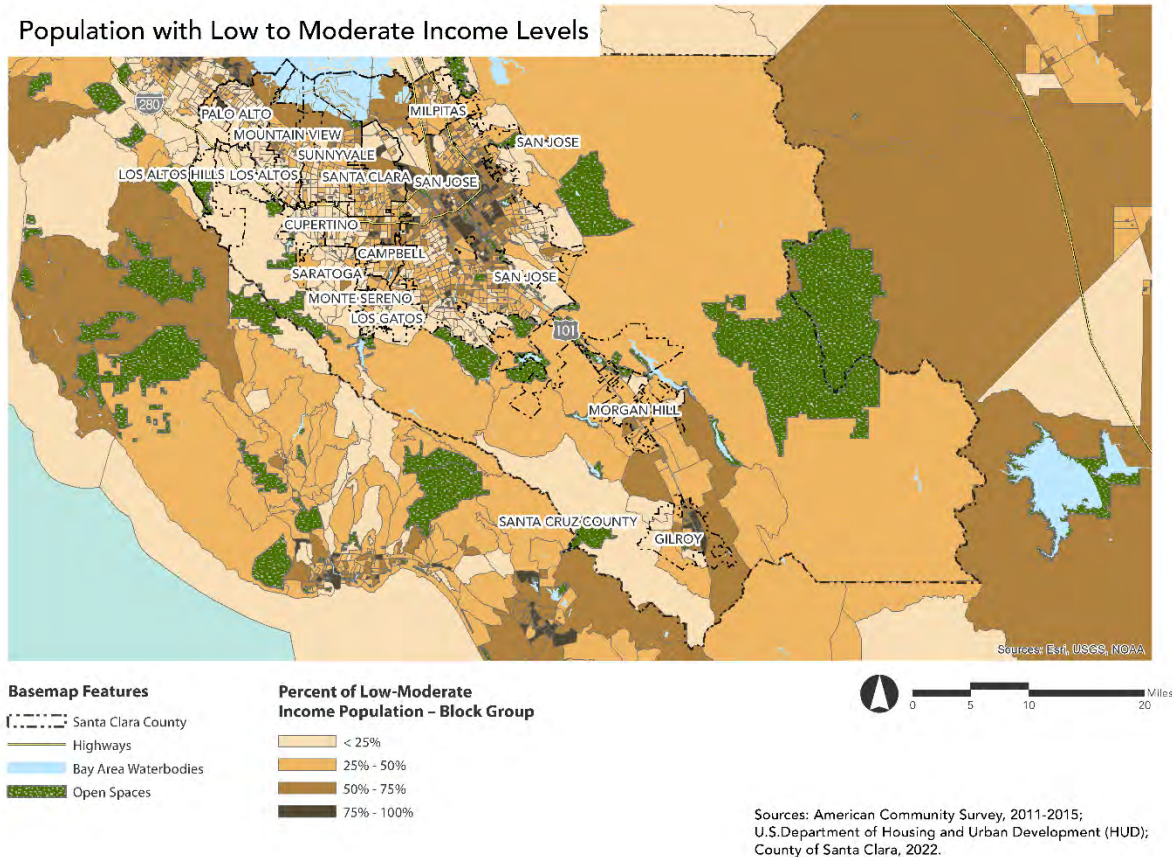 Population with Low to Moderate Income Levels
280
PALO ALTO
MILPITAS
MOUNTAIN VIEW
SAN JOSE
SUNNYVALE
LOS ALTOS HILLS
LOS ALTOS
SANTA CLARA
SAN JOSE
CUPERTINO
CAMPBELL
SARATOGA
SAN JOSE
MONTE SERENO
LOS GATOS
101
MORGAN HILL
SANTA CRUZ COUNTY
GILROY
Sources: Esri, USGS, NOAA
Basemap Features
Santa Clara County
Highways
Bay Area Waterbodies
Open Spaces
Percent of Low-Moderate
Income Population – Block Group
< 25%
25% - 50%
50% - 75%
75% - 100%
Miles
0 5 10 20
Sources: American Community Survey, 2011-2015;
U.S.Department of Housing and Urban Development (HUD);
County of Santa Clara, 2022.